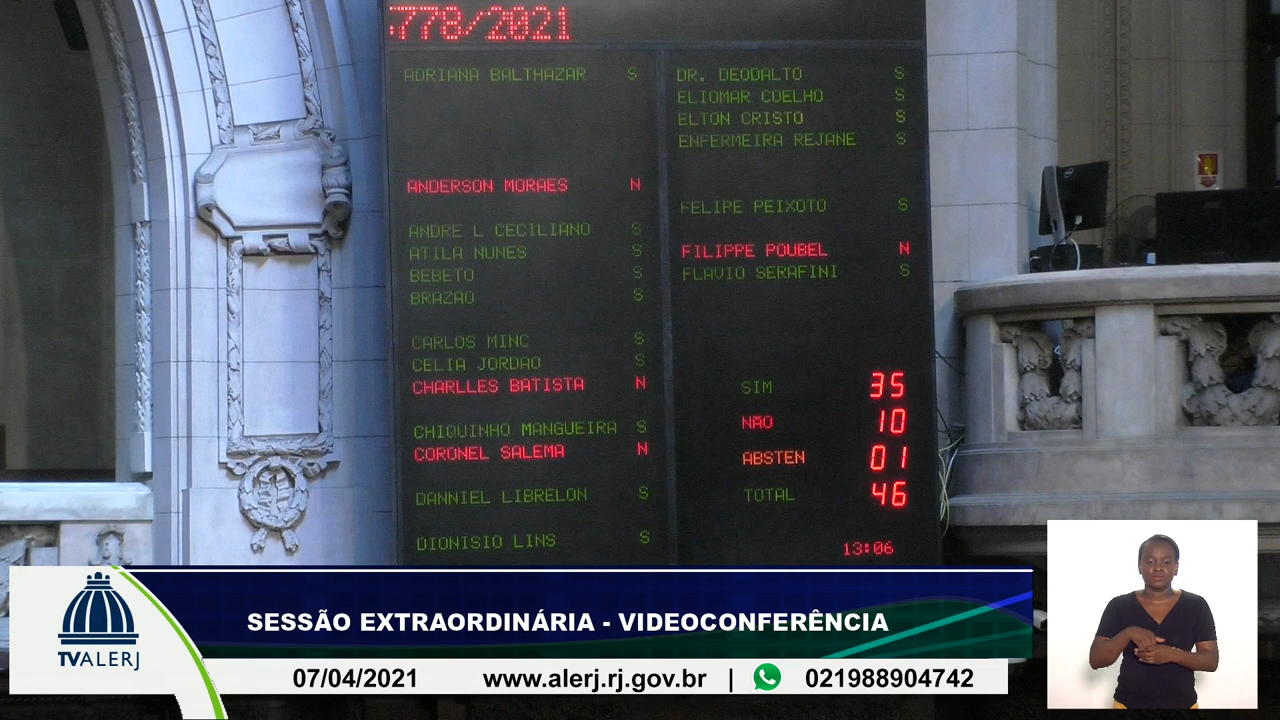 778/2021
ADRIANA BALTHAZAR S
ANDERSON MORAES N
ANDRE L CECILIANO S
ATILA NUNES S
BEBETO S
BRAZAO S
CARLOS MINC S
CELIA JORDAO S
CHARLLES BATISTA N
CHIQUINHO MANGUEIRA S
CORONEL SALEMA N
DANNIEL LIBRELON S
DIONISIO LINS S
DR. DEODALTO S
ELIOMAR COELHO S
ELTON CRISTO S
ENFERMEIRA REJANE S
FELIPE PEIXOTO S
FILIPPE POUBEL N
FLAVIO SERAFINI S
SIM 35
NÃO 10
ABSTEN 01
TOTAL 46
13:06
TVALERJ
SESSÃO EXTRAORDINÁRIA - VIDEOCONFERÊNCIA
07/04/2021 www.alerj.rj.gov.br | 021988904742